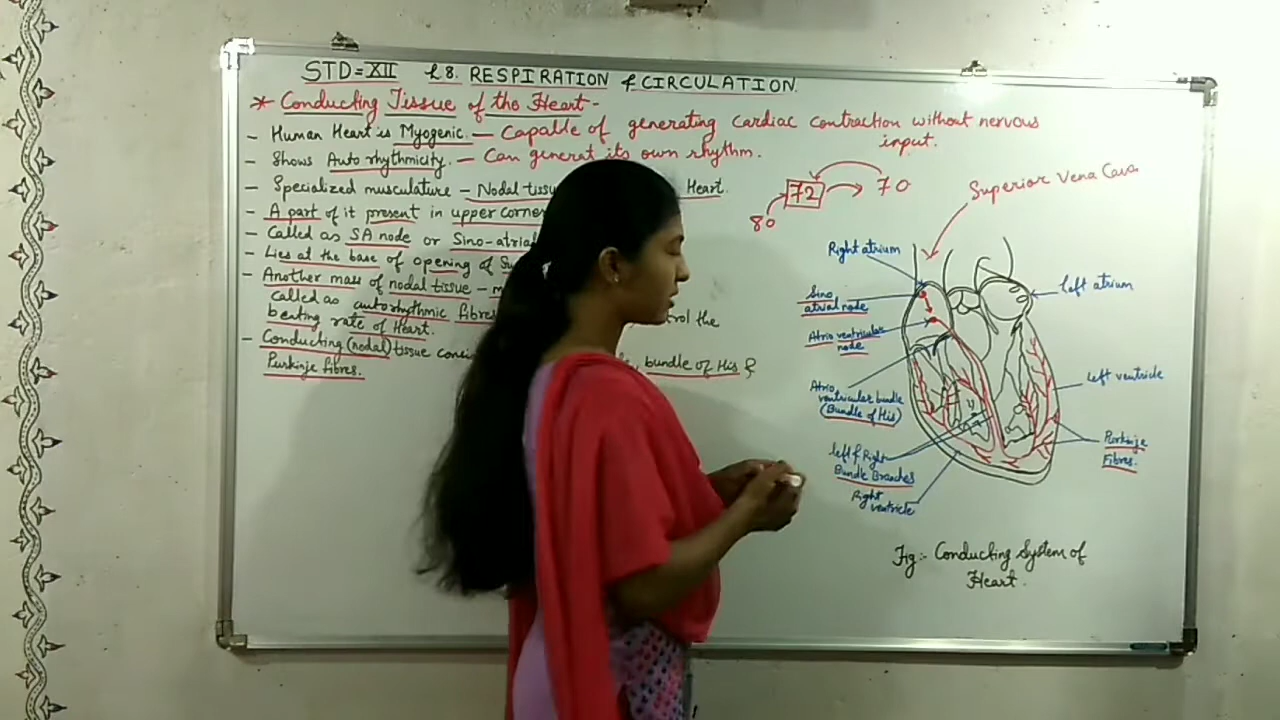 STD=XII L8. RESPIRATION & CIRCULATION
* Conducting Tissue of the Heart-
- Human Heart is Myogenic. — Capable of generating cardiac contraction without nervous
input.
- Shows Auto rhythmicity. — Can generat its own rhythm.
- Specialized musculature - Nodal Heart.
- A part of it present in upper corner
- Called as SA node or Sino-atrial
- Lies at the base of opening of
- Another mass of nodal tissue -
called as autorhythmic fibres the
beating rate of Heart.
- Conducting (nodal) tissue bundle of His &
Purkinje fibres.
72
70
80
Superior Vena Cava
Right atrium
Left atrium
Sino
atrial node
Atrio ventricular
node
Atrio
ventricular bundle
(Bundle of His)
Left ventricle
Left & Right
Bundle Branches
Purkinje
Fibres.
Right
ventricle
Fig:- Conducting System of
Heart.